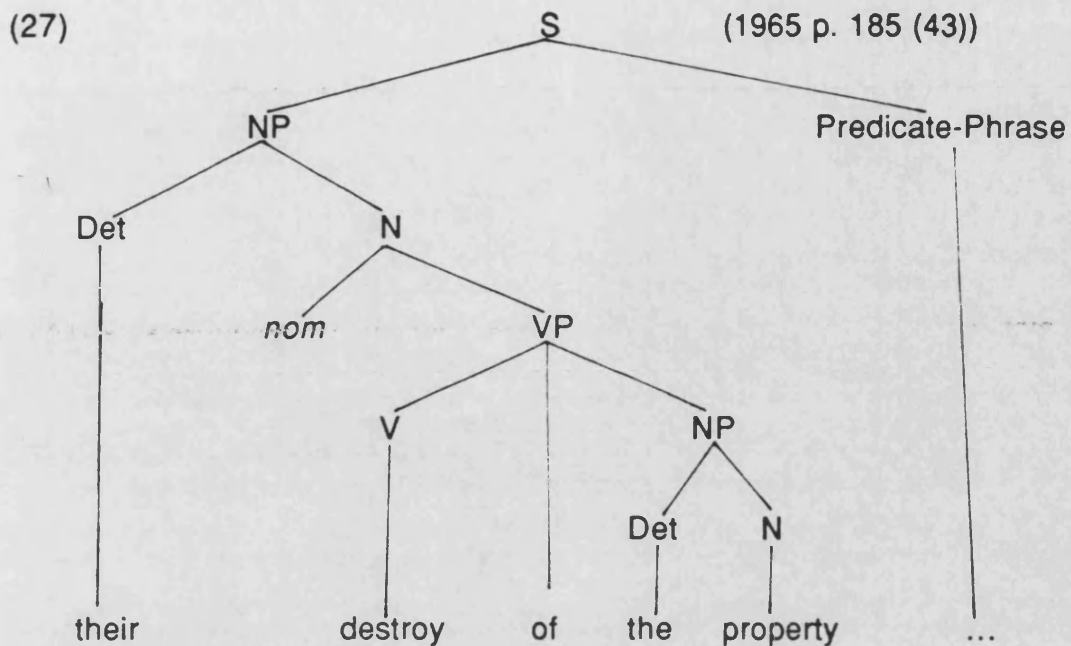 (27) S (1965 p. 185 (43))
NP Predicate-Phrase
Det N
nom VP
V NP
Det N
their destroy of the property ...